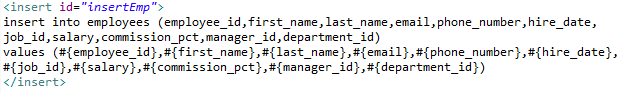 <insert id="insertEmp">
insert into employees (employee_id,first_name,last_name,email,phone_number,hire_date,
job_id,salary,commission_pct,manager_id,department_id)
values (#{employee_id},#{first_name},#{last_name},#{email},#{phone_number},#{hire_date},
#{job_id},#{salary},#{commission_pct},#{manager_id},#{department_id})
</insert>